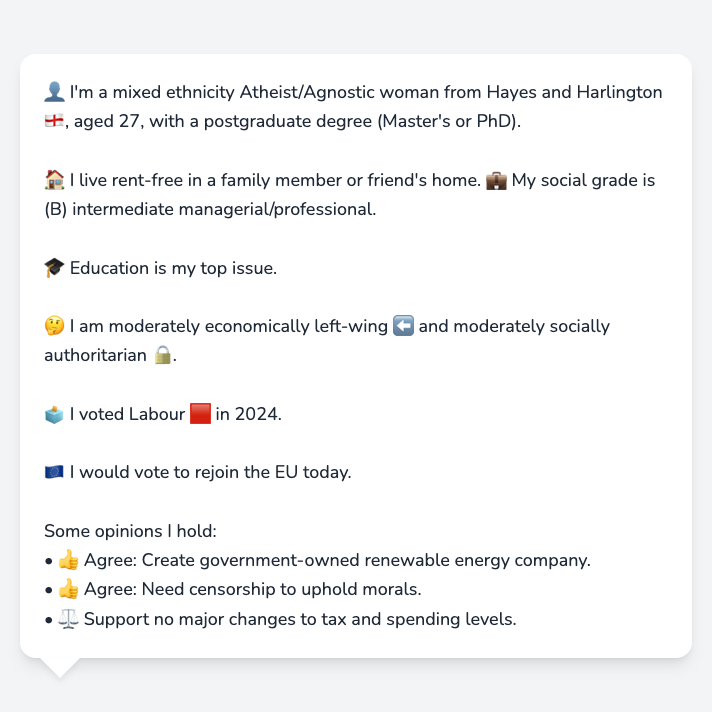 👤 I'm a mixed ethnicity Atheist/Agnostic woman from Hayes and Harlington
🏴󠁧󠁢󠁥󠁮󠁧󠁿, aged 27, with a postgraduate degree (Master's or PhD).
🏠 I live rent-free in a family member or friend's home. 💼 My social grade is
(B) intermediate managerial/professional.
🎓 Education is my top issue.
🤔 I am moderately economically left-wing ⬅️ and moderately socially
authoritarian 🔒.
🗳️ I voted Labour 🟥 in 2024.
🇪🇺 I would vote to rejoin the EU today.
Some opinions I hold:
• 👍 Agree: Create government-owned renewable energy company.
• 👍 Agree: Need censorship to uphold morals.
• ⚖️ Support no major changes to tax and spending levels.